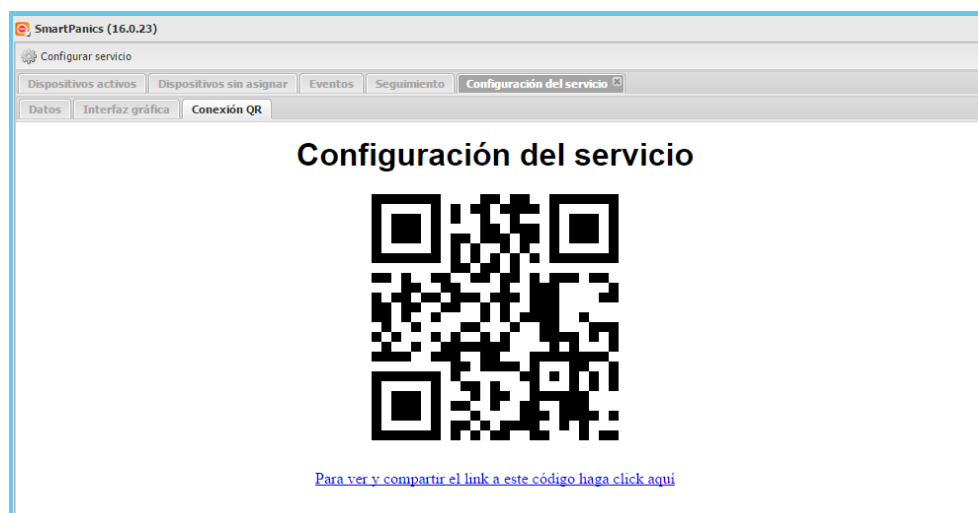 SmartPanics (16.0.23)
Configurar servicio
Dispositivos activos Dispositivos sin asignar Eventos Seguimiento Configuración del servicio
Datos Interfaz gráfica Conexión QR
Configuración del servicio
Para ver y compartir el link a este código haga click aquí